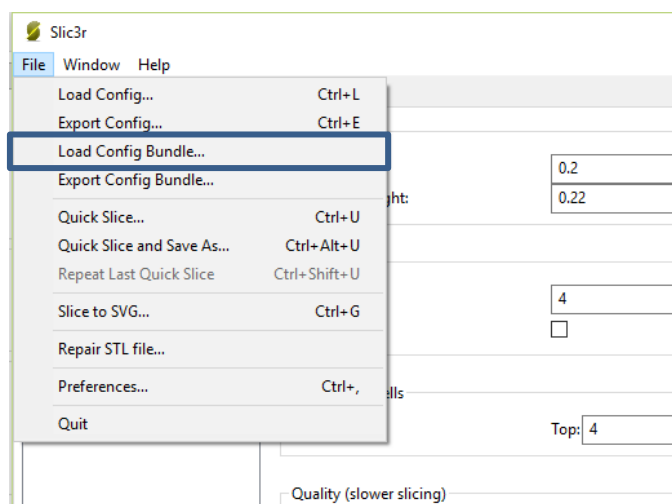 Slic3r
File Window Help
Load Config... Ctrl+L
Export Config... Ctrl+E
Load Config Bundle...
0.2
Export Config Bundle...
ght: 0.22
Quick Slice... Ctrl+U
Quick Slice and Save As... Ctrl+Alt+U
Repeat Last Quick Slice Ctrl+Shift+U
4
Slice to SVG... Ctrl+G
Repair STL file...
Preferences... Ctrl+,
ells
Quit
Top: 4
Quality (slower slicing)